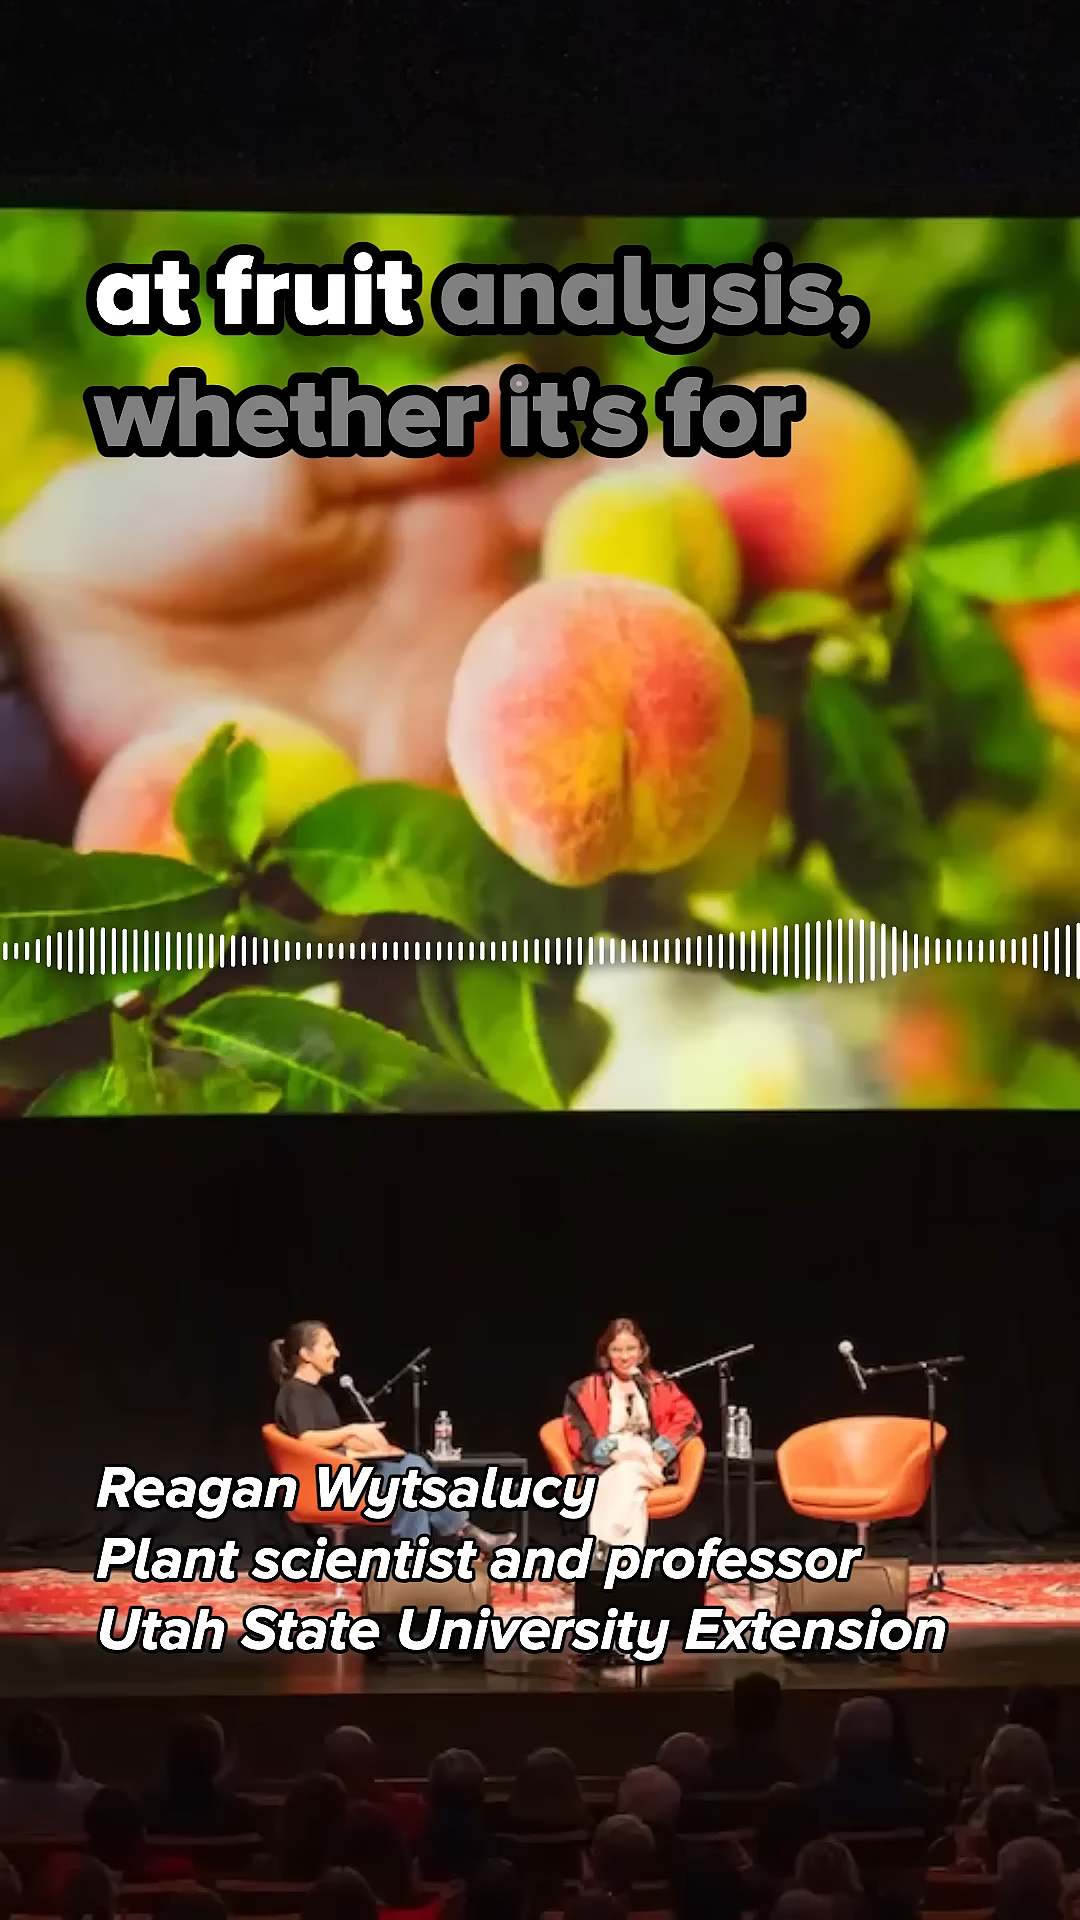 at fruit analysis,
whether it's for
Reagan Wytsalucy
Plant scientist and professor
Utah State University Extension